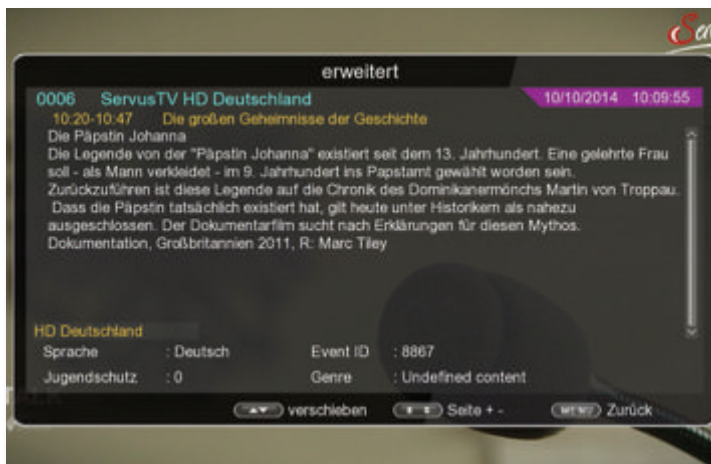 Ser
erweitert
0006 ServusTV HD Deutschland 10/10/2014 10:09:55
10:20-10:47 Die großen Geheimnisse der Geschichte
Die Päpstin Johanna
Die Legende von der "Päpstin Johanna" existiert seit dem 13. Jahrhundert. Eine gelehrte Frau
soll - als Mann verkleidet - im 9. Jahrhundert ins Papstamt gewählt worden sein.
Zurückzuführen ist diese Legende auf die Chronik des Dominikanermönchs Martin von Troppau.
Dass die Päpstin tatsächlich existiert hat, gilt heute unter Historikern als nahezu
ausgeschlossen. Der Dokumentarfilm sucht nach Erklärungen für diesen Mythos.
Dokumentation, Großbritannien 2011, R: Marc Tiley
HD Deutschland
Sprache : Deutsch Event ID : 8867
Jugendschutz : 0 Genre : Undefined content
verschieben Seite + - MENU Zurück